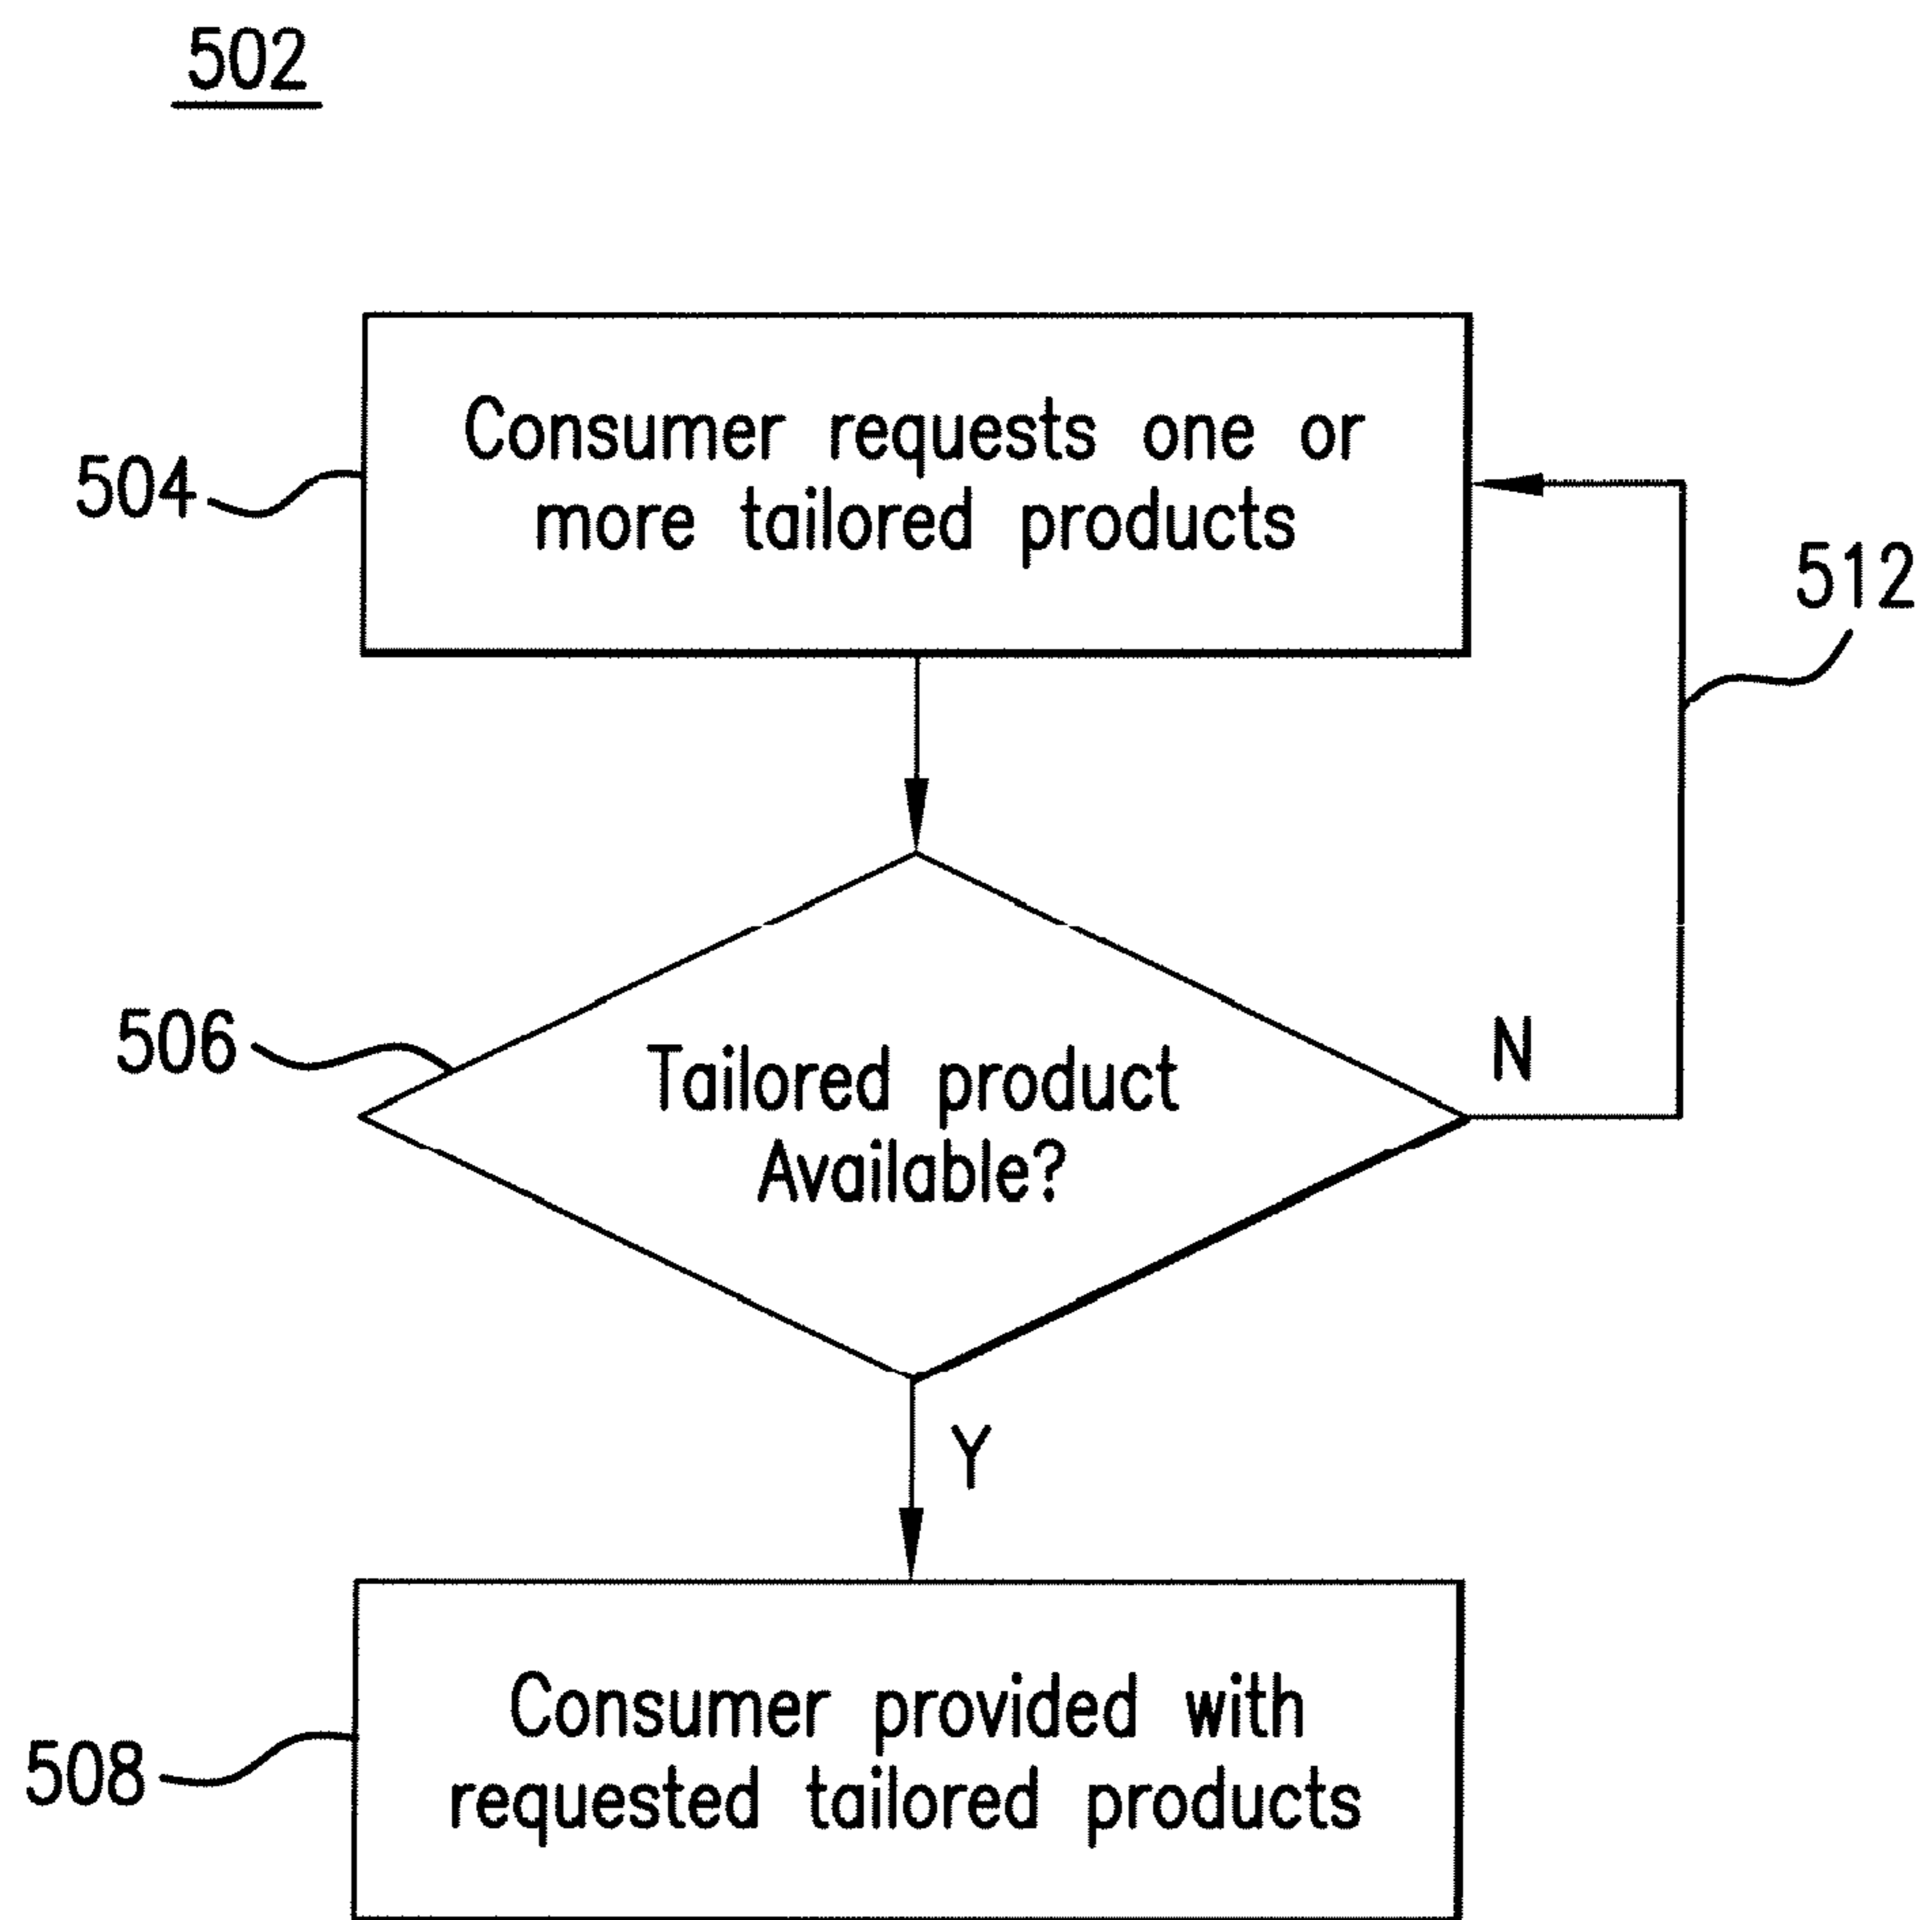 502
Consumer requests one or
more tailored products
504
512
506
Tailored product
Available?
N
Y
Consumer provided with
requested tailored products
508